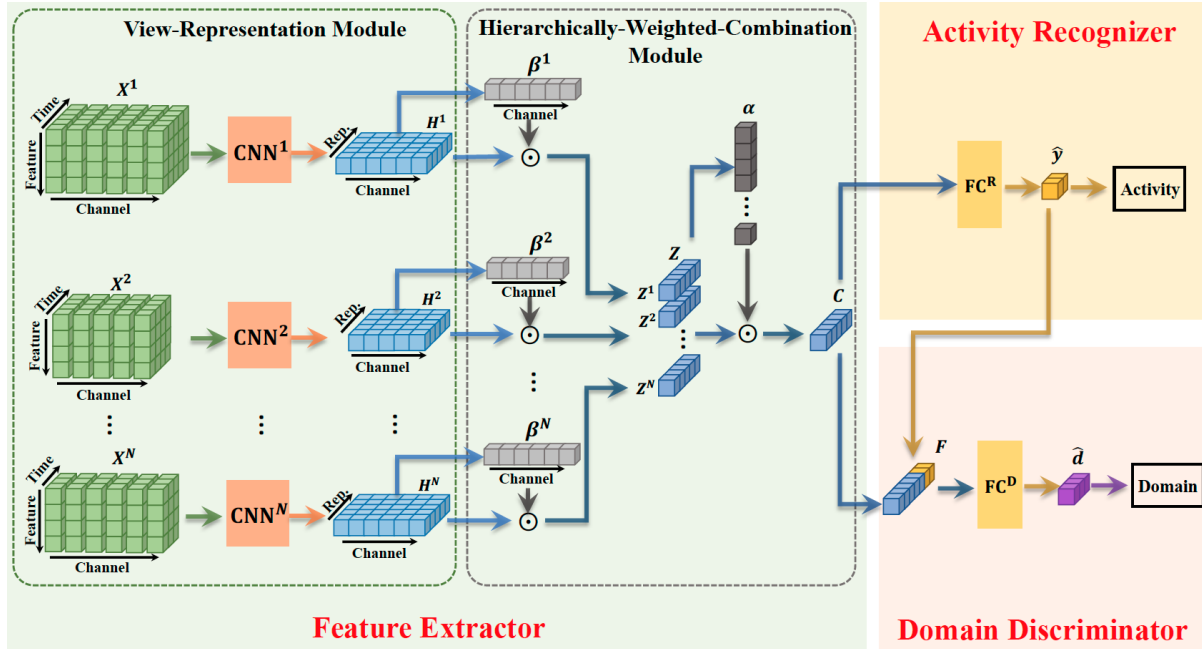 View-Representation Module
Hierarchically-Weighted-Combination
Module
Activity Recognizer
Time
X¹
Feature
Channel
CNN¹
Rep.
H¹
Channel
β¹
Channel
⊙
α
...
FCᴿ
ŷ
Activity
Time
X²
Feature
Channel
CNN²
Rep.
H²
Channel
β²
Channel
⊙
Z
Z¹
Z²
...
Zᴺ
⊙
C
...
...
...
...
Time
Xᴺ
Feature
Channel
CNNᴺ
Rep.
Hᴺ
Channel
βᴺ
Channel
⊙
F
FCᴰ
d̂
Domain
Feature Extractor
Domain Discriminator